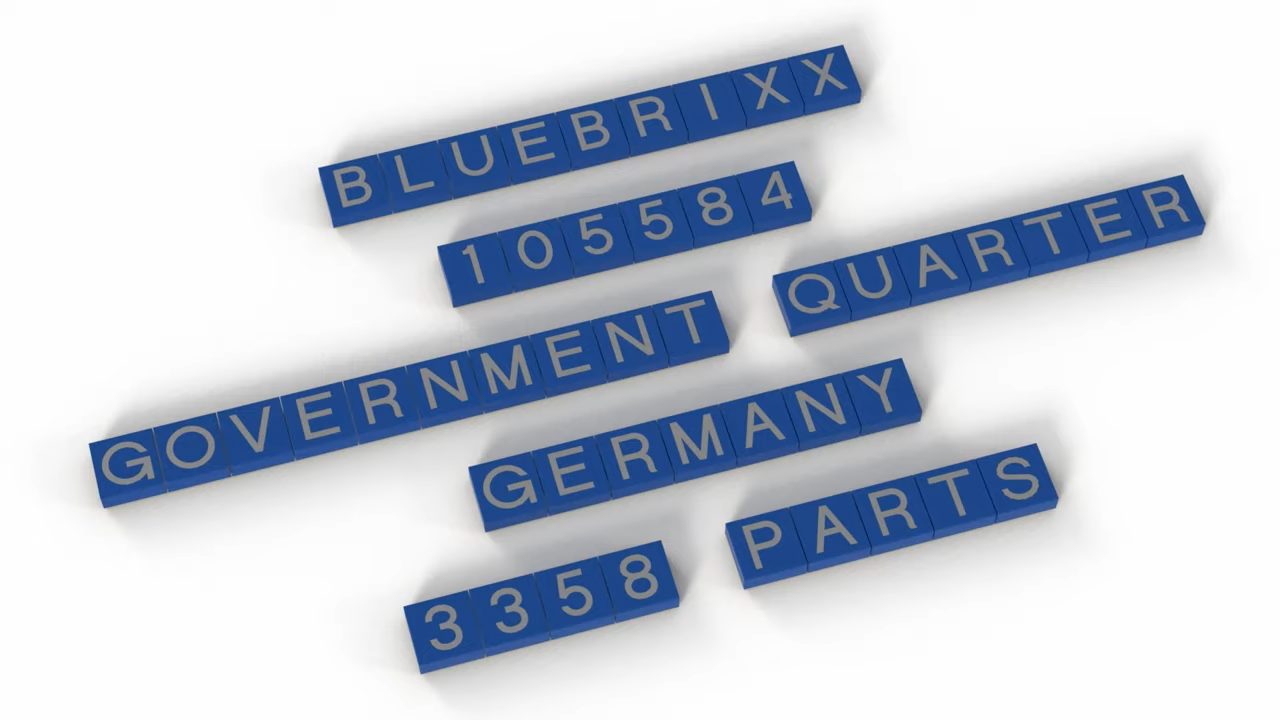 BLUEBRIXX
105584
GOVERNMENT QUARTER
GERMANY
3358 PARTS